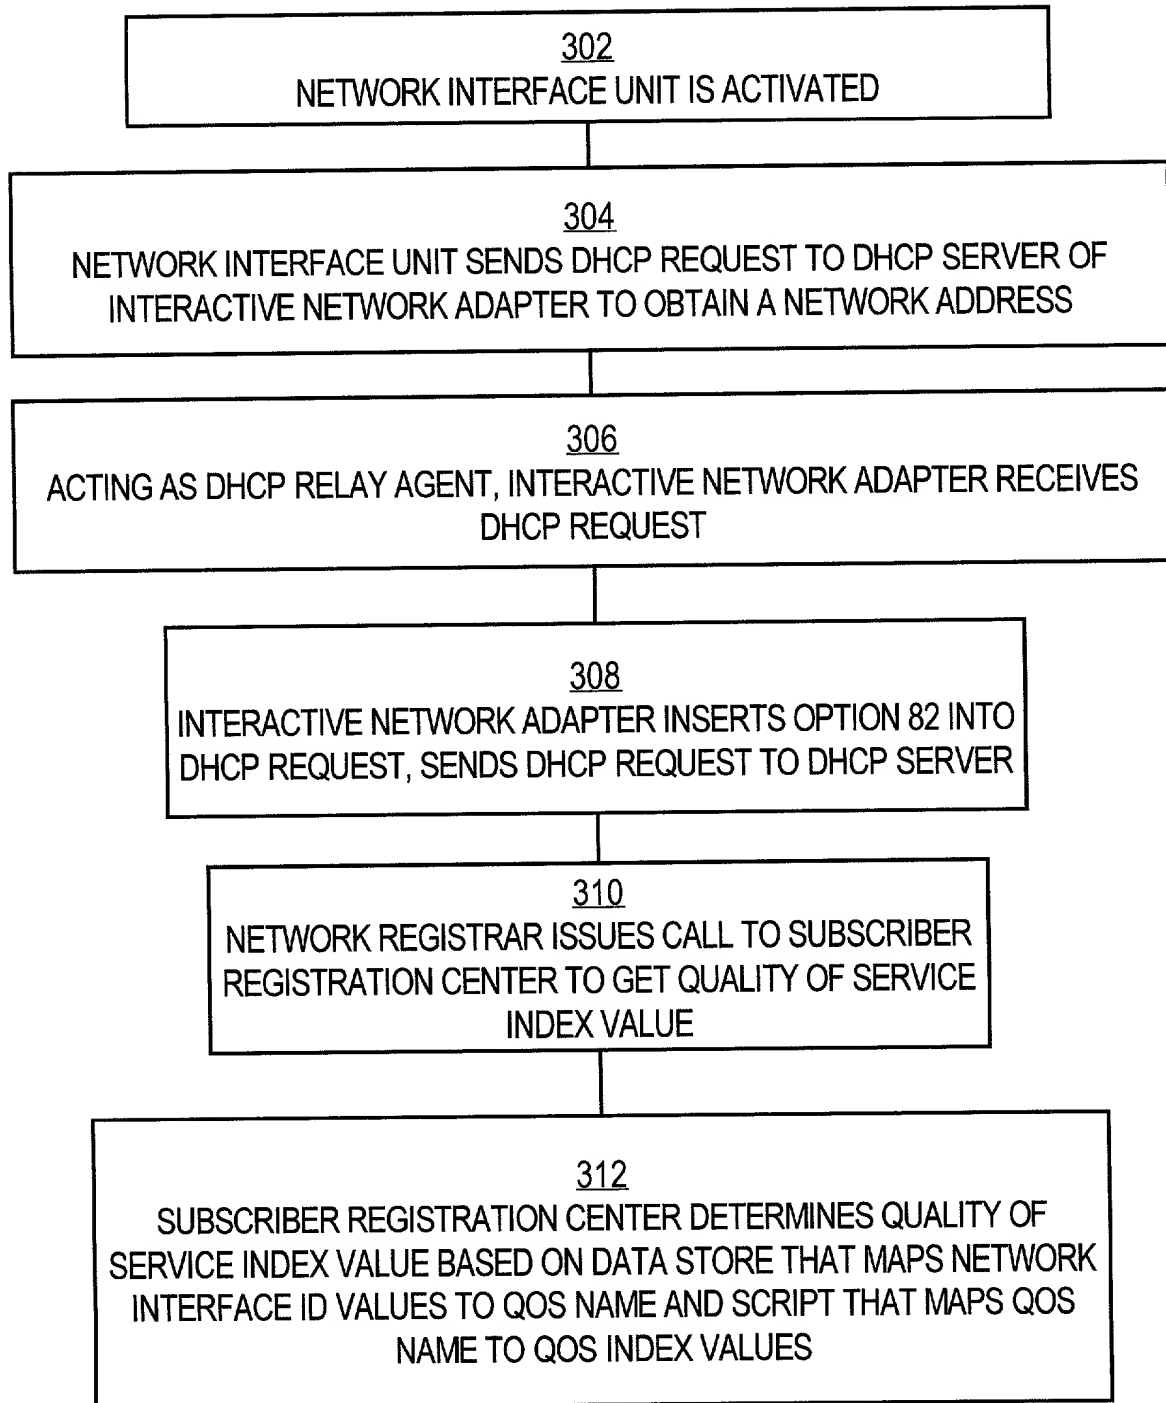 302
NETWORK INTERFACE UNIT IS ACTIVATED
304
NETWORK INTERFACE UNIT SENDS DHCP REQUEST TO DHCP SERVER OF
INTERACTIVE NETWORK ADAPTER TO OBTAIN A NETWORK ADDRESS
306
ACTING AS DHCP RELAY AGENT, INTERACTIVE NETWORK ADAPTER RECEIVES
DHCP REQUEST
308
INTERACTIVE NETWORK ADAPTER INSERTS OPTION 82 INTO
DHCP REQUEST, SENDS DHCP REQUEST TO DHCP SERVER
310
NETWORK REGISTRAR ISSUES CALL TO SUBSCRIBER
REGISTRATION CENTER TO GET QUALITY OF SERVICE
INDEX VALUE
312
SUBSCRIBER REGISTRATION CENTER DETERMINES QUALITY OF
SERVICE INDEX VALUE BASED ON DATA STORE THAT MAPS NETWORK
INTERFACE ID VALUES TO QOS NAME AND SCRIPT THAT MAPS QOS
NAME TO QOS INDEX VALUES